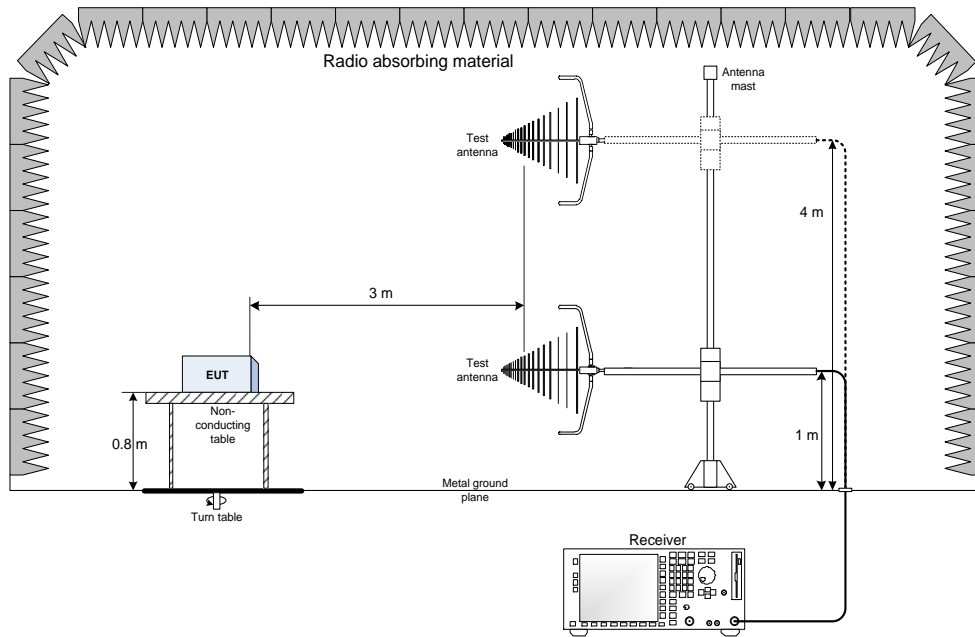 Radio absorbing material
Antenna
mast
Test
antenna
4 m
3 m
Test
antenna
EUT
Non-
conducting
table
0.8 m
1 m
Metal ground
plane
Turn table
Receiver